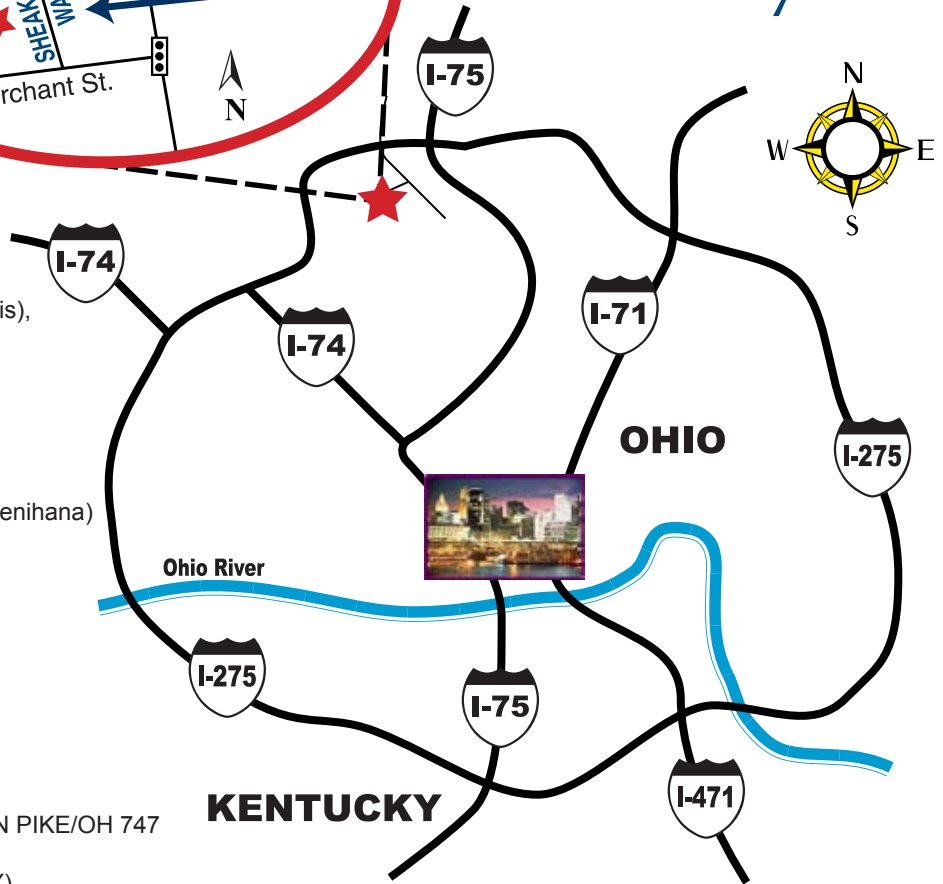 SHEAK
WA
rchant St.
N
I-75
N
W
E
S
I-74
is),
I-71
I-74
OHIO
I-275
enihana)
Ohio River
I-275
I-75
I-471
KENTUCKY
N PIKE/OH 747